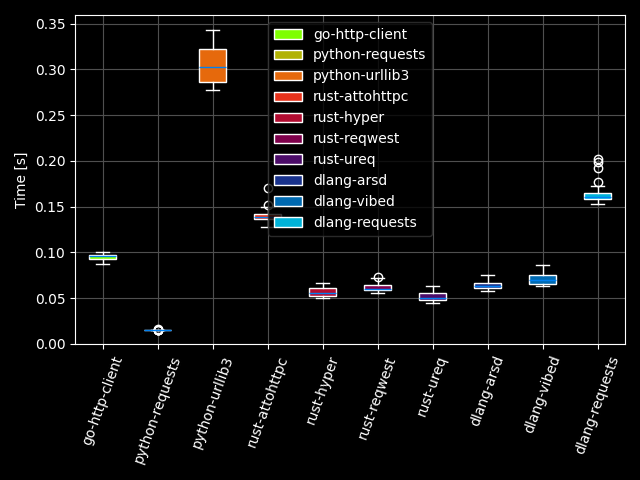 0.35
0.30
0.25
0.20
0.15
0.10
0.05
0.00
Time [s]
go-http-client
python-requests
python-urllib3
rust-attohttpc
rust-hyper
rust-reqwest
rust-ureq
dlang-arsd
dlang-vibed
dlang-requests
go-http-client
python-requests
python-urllib3
rust-attohttpc
rust-hyper
rust-reqwest
rust-ureq
dlang-arsd
dlang-vibed
dlang-requests